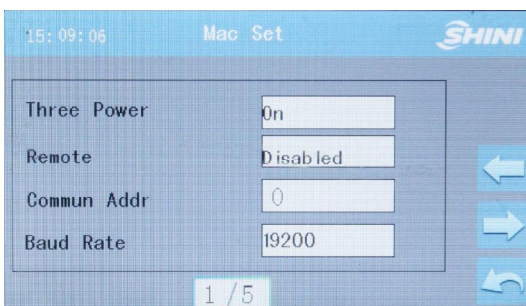 15:09:06 Mac Set SHINI
Three Power On
Remote Disabled
Commun Addr 0
Baud Rate 19200
1/5